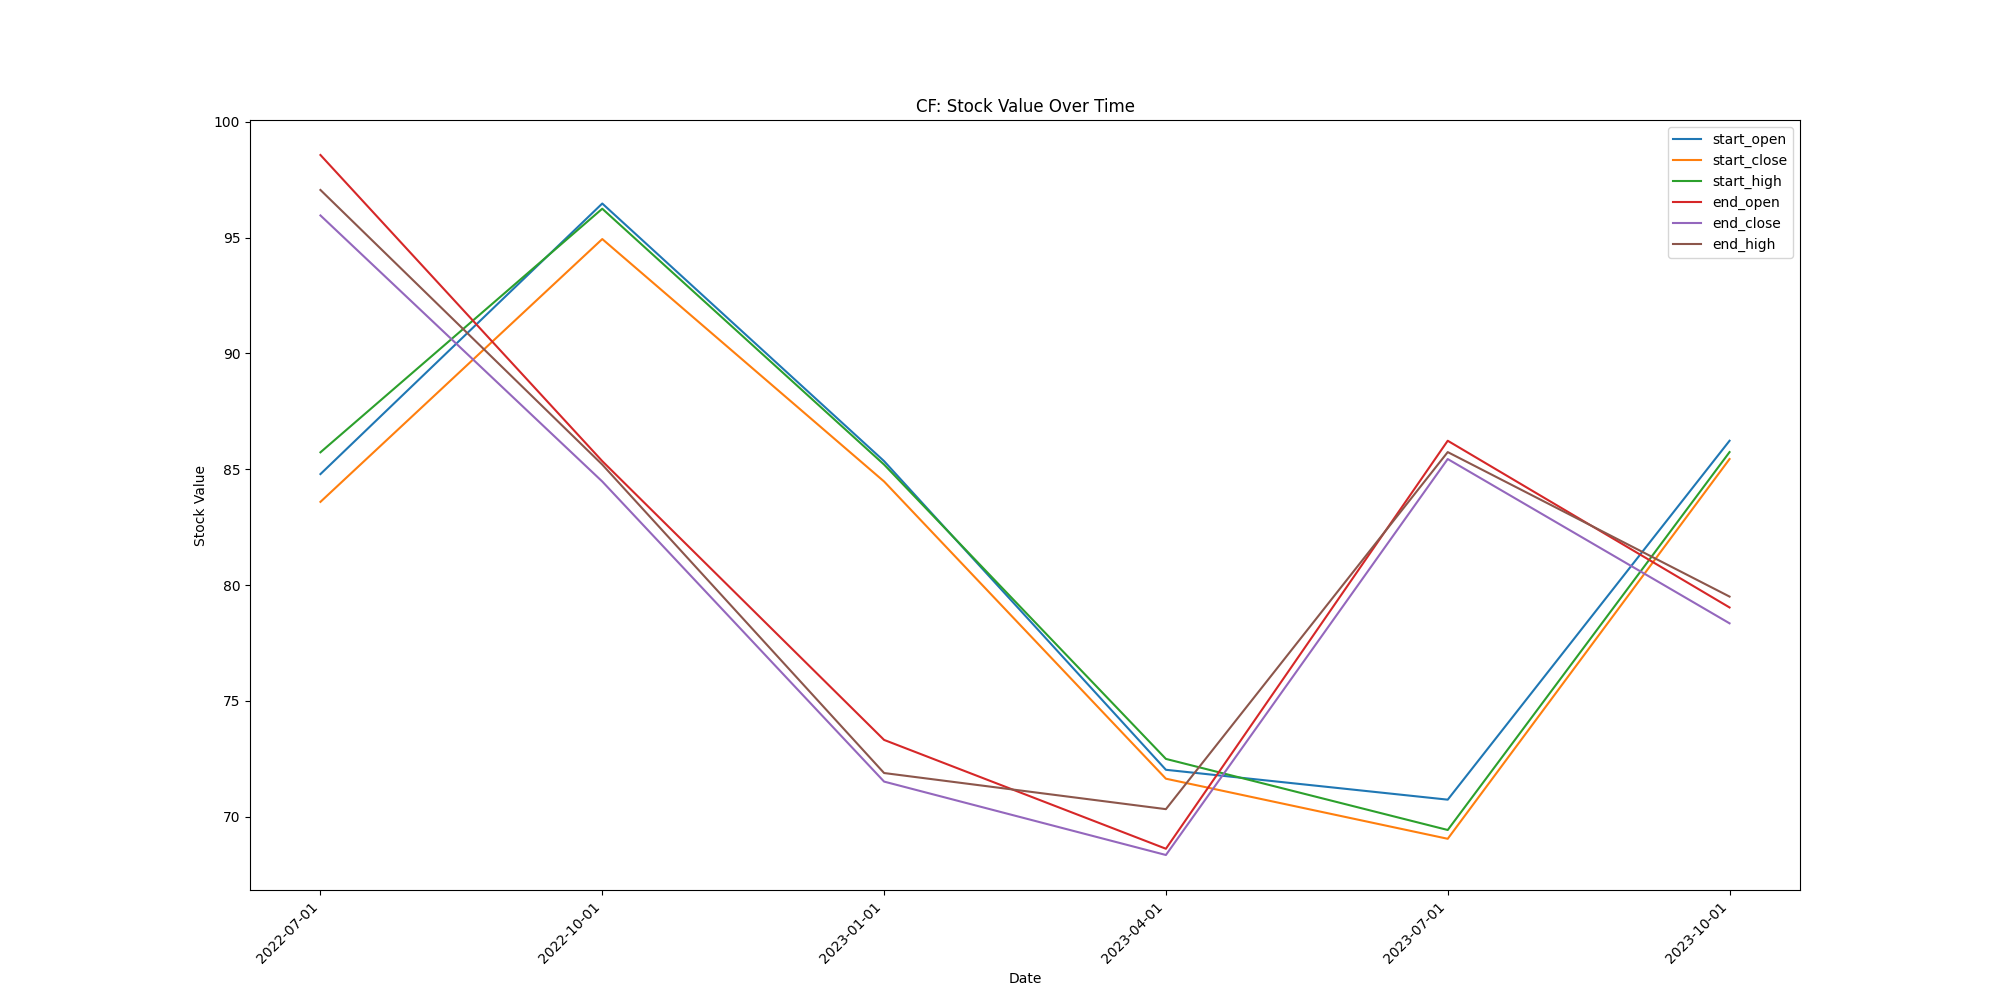 CF: Stock Value Over Time
100
95
90
85
80
75
70
Stock Value
start_open
start_close
start_high
end_open
end_close
end_high
2022-07-01
2022-10-01
2023-01-01
2023-04-01
2023-07-01
2023-10-01
Date